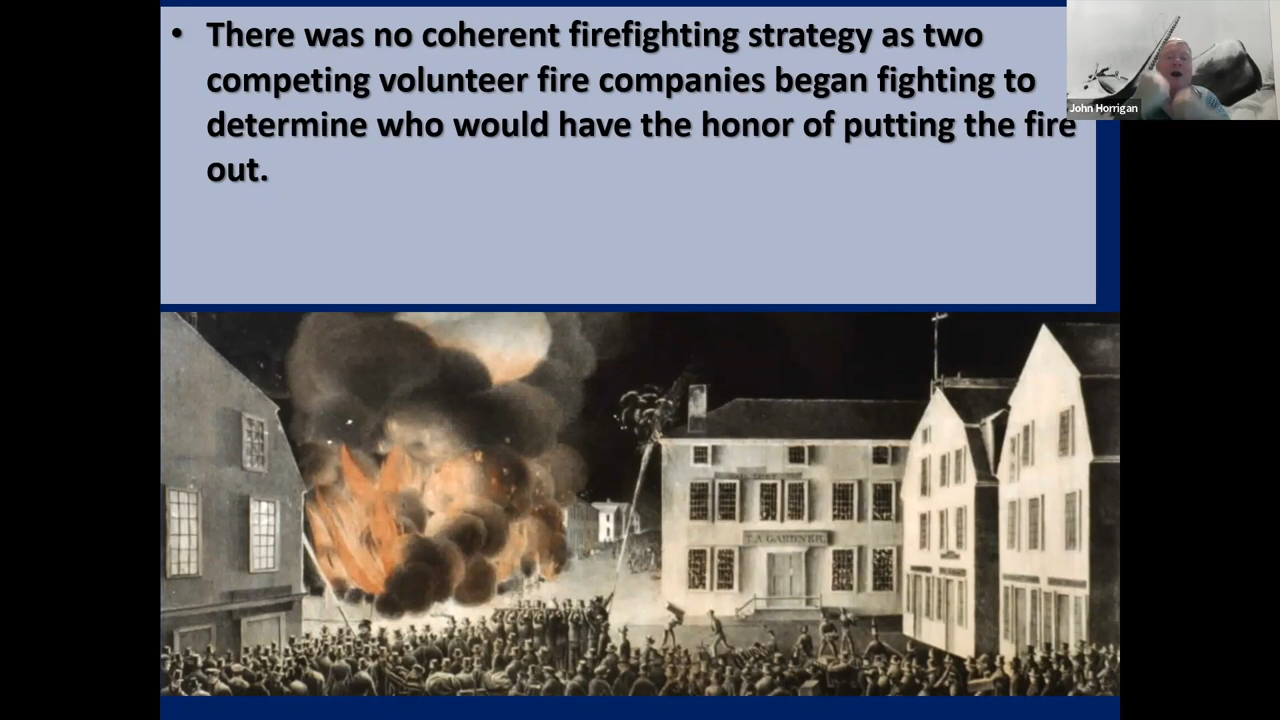 • There was no coherent firefighting strategy as two
competing volunteer fire companies began fighting to
determine who would have the honor of putting the fire
out.
John Horrigan
T.A GARDNER.